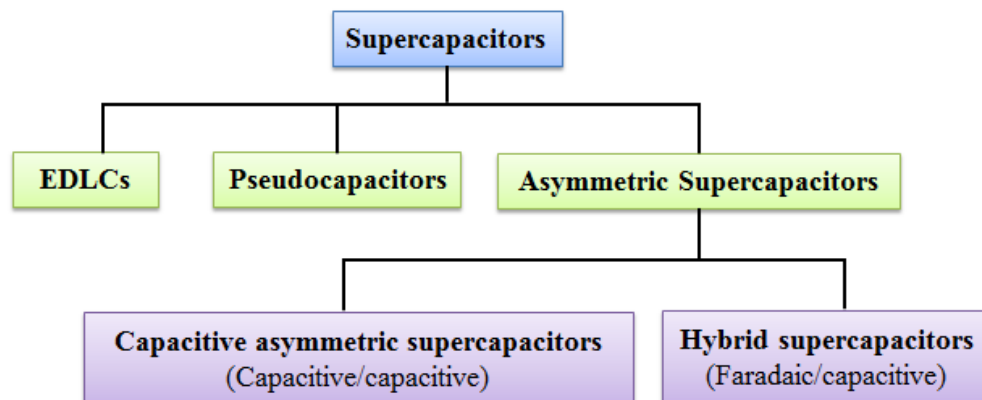 Supercapacitors
EDLCs
Pseudocapacitors
Asymmetric Supercapacitors
Capacitive asymmetric supercapacitors
(Capacitive/capacitive)
Hybrid supercapacitors
(Faradaic/capacitive)